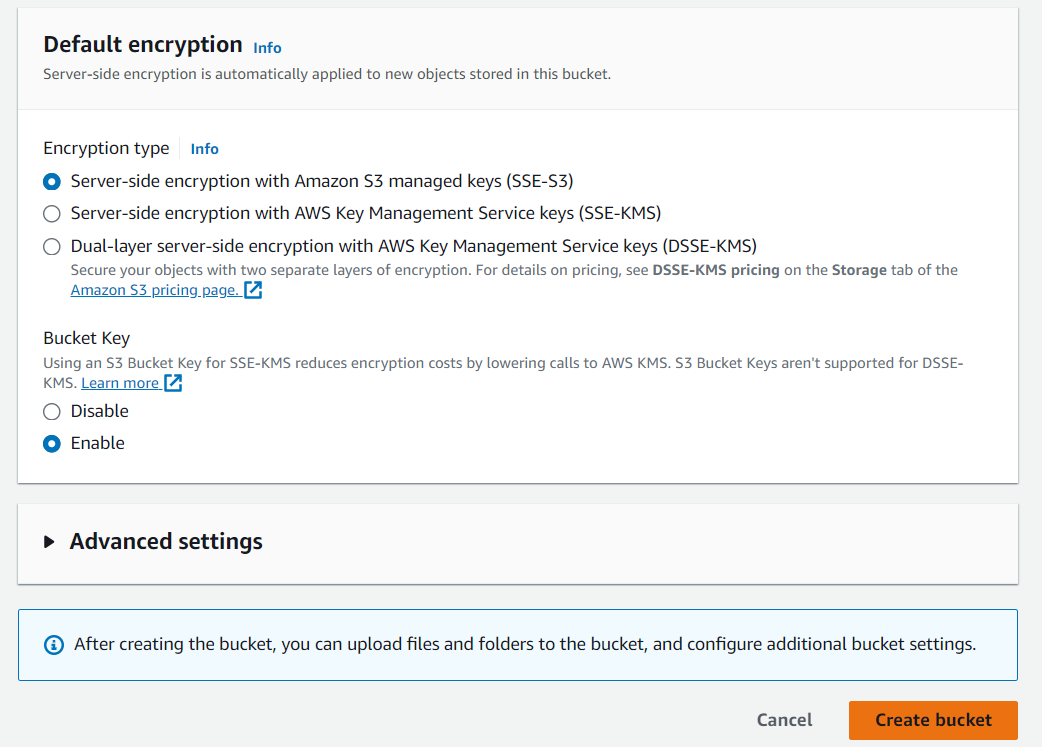 Default encryption Info
Server-side encryption is automatically applied to new objects stored in this bucket.
Encryption type Info
Server-side encryption with Amazon S3 managed keys (SSE-S3)
Server-side encryption with AWS Key Management Service keys (SSE-KMS)
Dual-layer server-side encryption with AWS Key Management Service keys (DSSE-KMS)
Secure your objects with two separate layers of encryption. For details on pricing, see DSSE-KMS pricing on the Storage tab of the
Amazon S3 pricing page.
Bucket Key
Using an S3 Bucket Key for SSE-KMS reduces encryption costs by lowering calls to AWS KMS. S3 Bucket Keys aren't supported for DSSE-
KMS. Learn more
Disable
Enable
Advanced settings
After creating the bucket, you can upload files and folders to the bucket, and configure additional bucket settings.
Cancel Create bucket